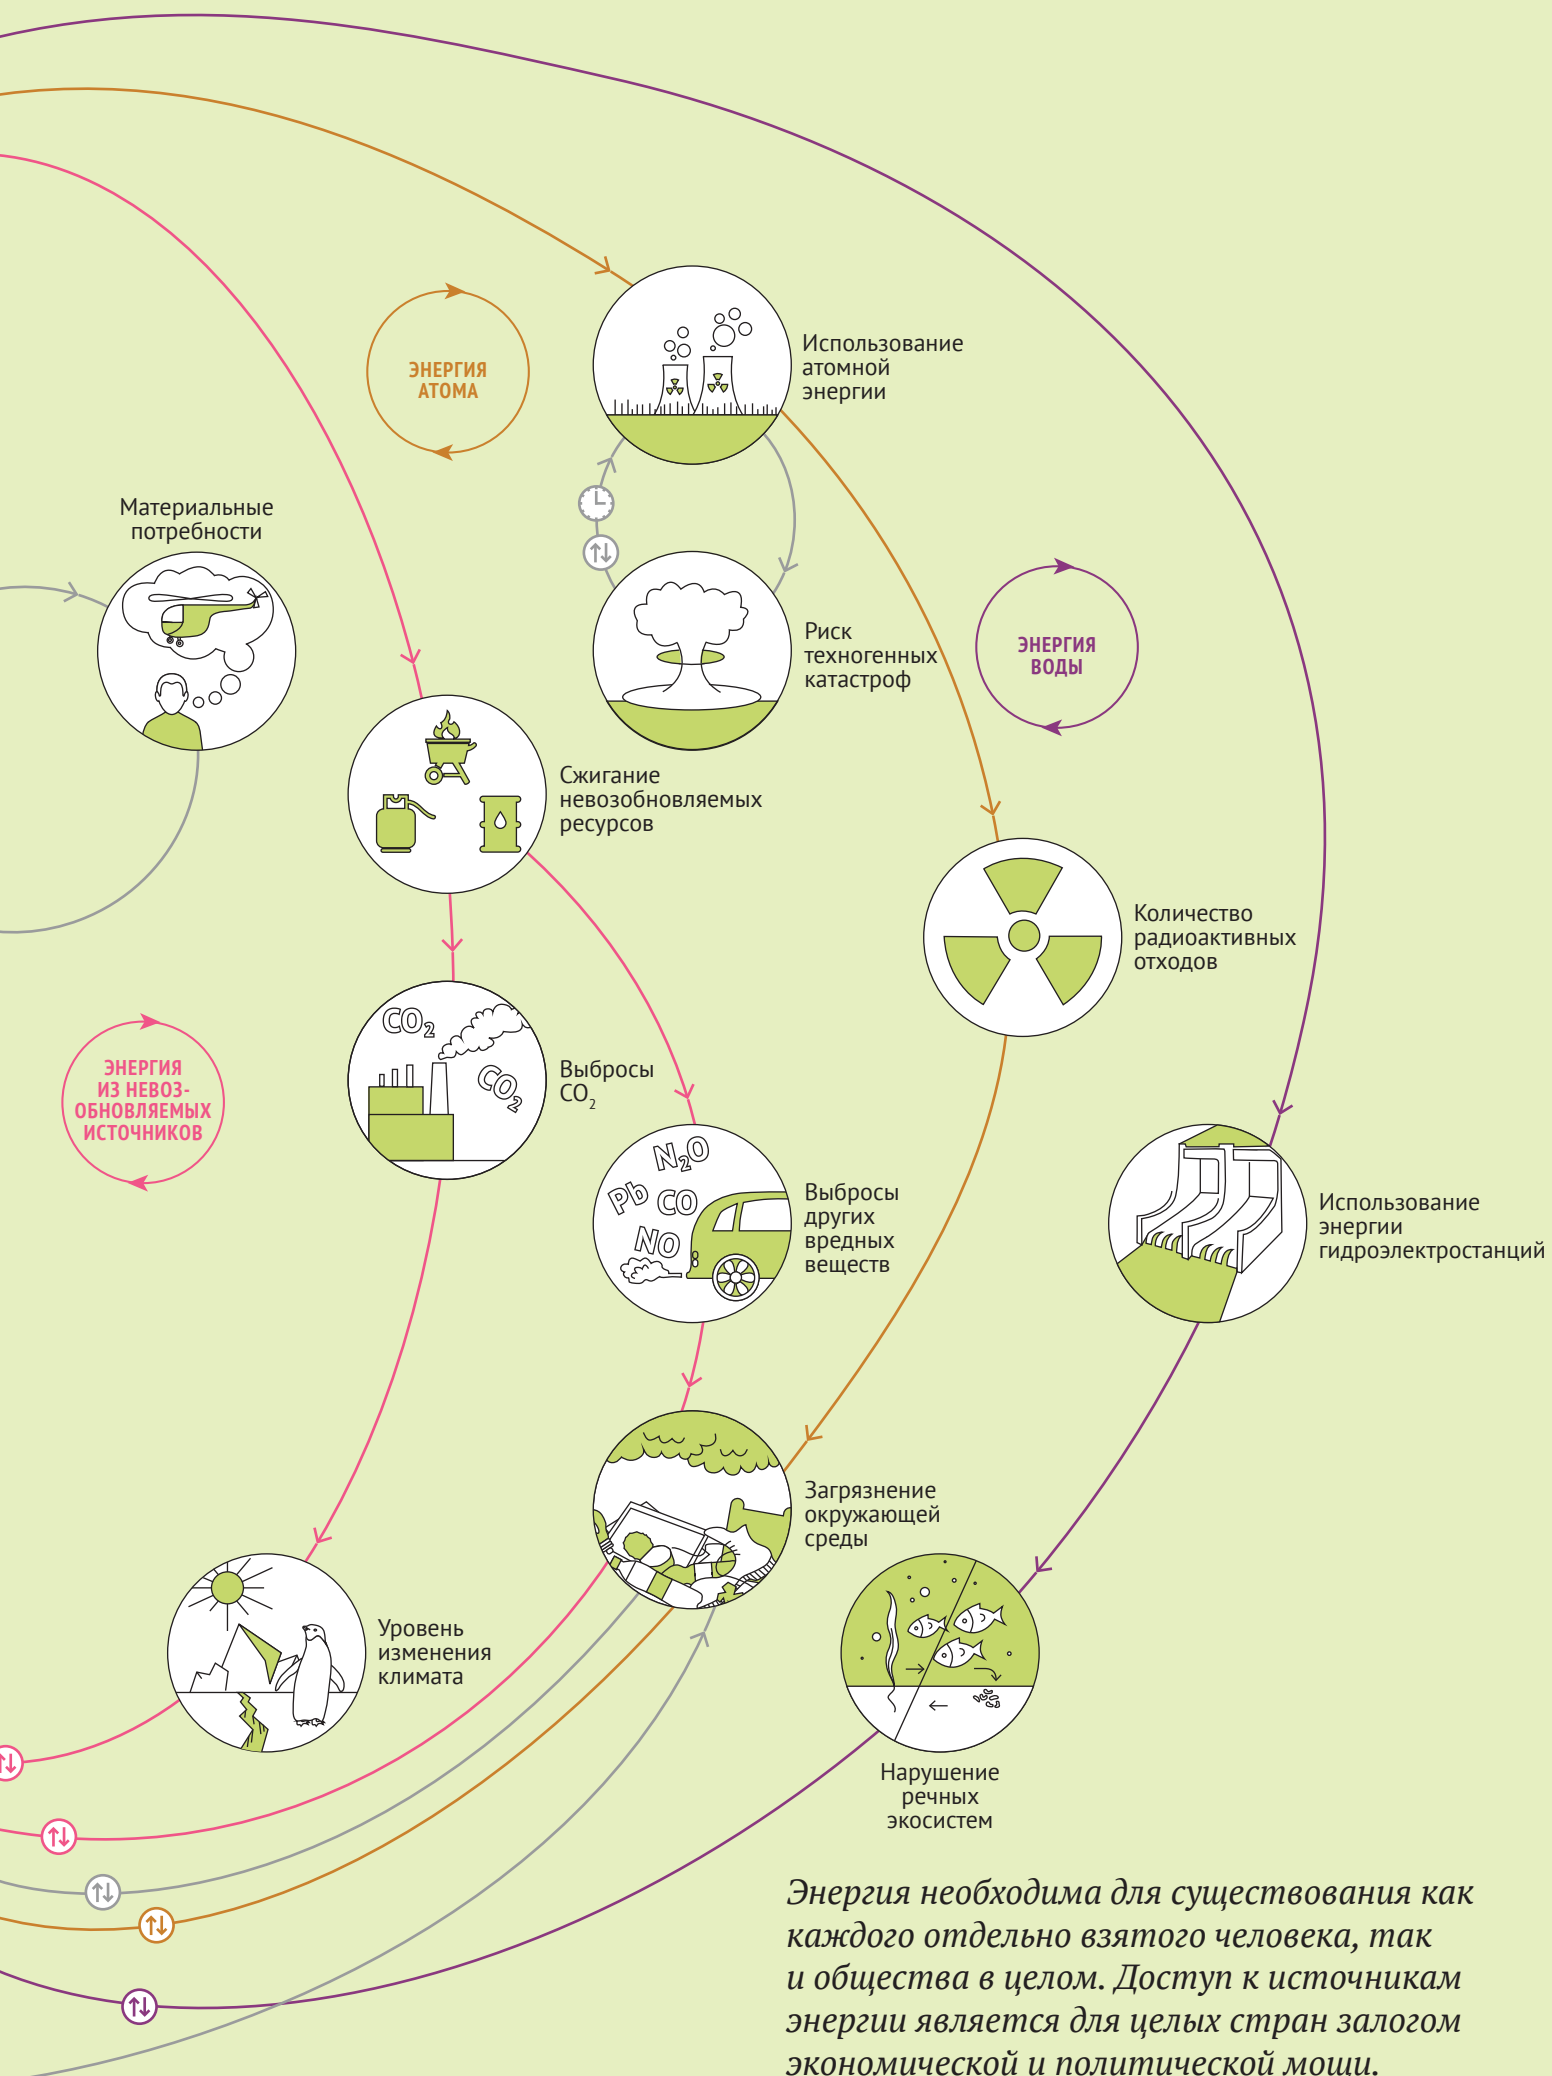 ЭНЕРГИЯ
АТОМА
Использование
атомной
энергии
Материальные
потребности
Риск
техногенных
катастроф
ЭНЕРГИЯ
ВОДЫ
Сжигание
невозобновляемых
ресурсов
Количество
радиоактивных
отходов
ЭНЕРГИЯ
ИЗ НЕВОЗ-
ОБНОВЛЯЕМЫХ
ИСТОЧНИКОВ
CO₂
CO₂
Выбросы
CO₂
N₂O
Pb
CO
NO
Выбросы
других
вредных
веществ
Использование
энергии
гидроэлектростанций
Загрязнение
окружающей
среды
Уровень
изменения
климата
Нарушение
речных
экосистем
Энергия необходима для существования как
каждого отдельно взятого человека, так
и общества в целом. Доступ к источникам
энергии является для целых стран залогом
экономической и политической мощи.